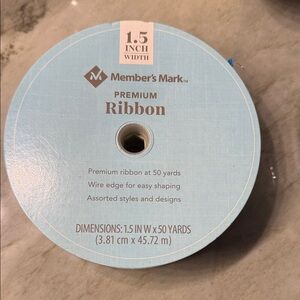 1.5
INCH
WIDTH
Member's Mark™
PREMIUM
Ribbon
Premium ribbon at 50 yards
Wire edge for easy shaping
Assorted styles and designs
DIMENSIONS: 1.5 IN W x 50 YARDS
(3.81 cm x 45.72 m)